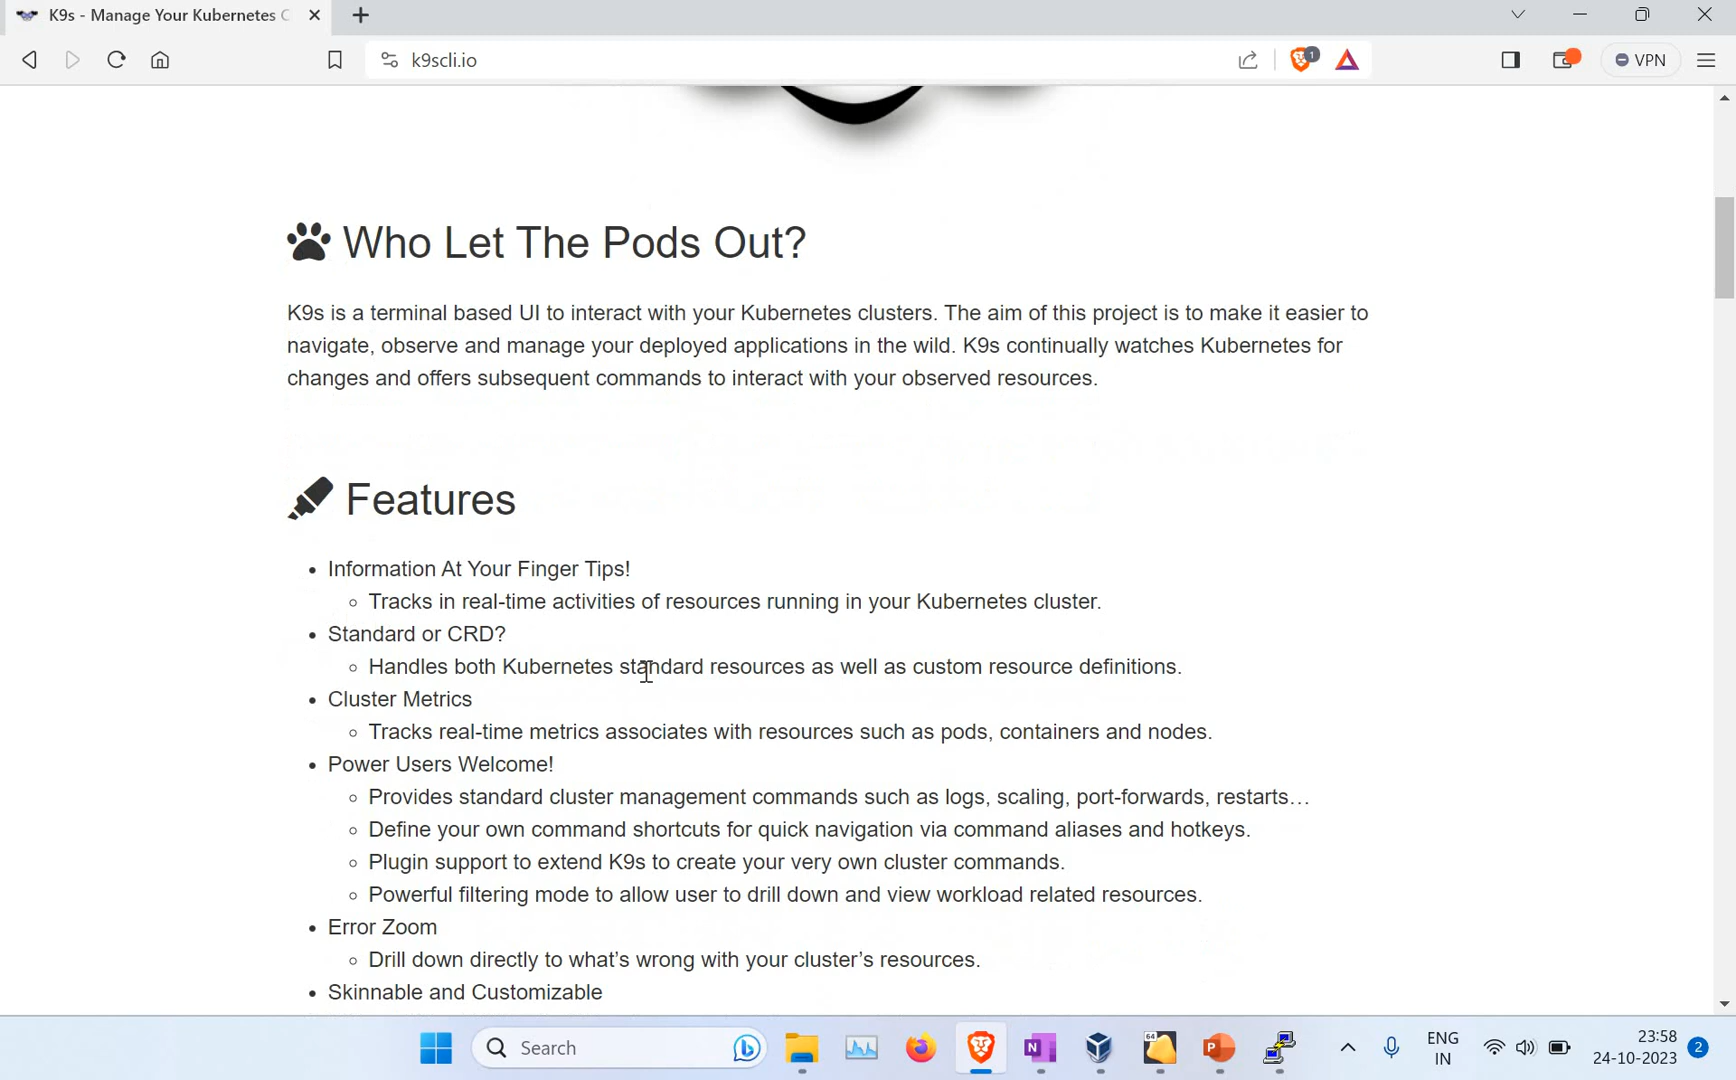 K9s - Manage Your Kubernetes C
k9scli.io
1
VPN
Who Let The Pods Out?
K9s is a terminal based UI to interact with your Kubernetes clusters. The aim of this project is to make it easier to
navigate, observe and manage your deployed applications in the wild. K9s continually watches Kubernetes for
changes and offers subsequent commands to interact with your observed resources.
Features
• Information At Your Finger Tips!
◦ Tracks in real-time activities of resources running in your Kubernetes cluster.
• Standard or CRD?
◦ Handles both Kubernetes standard resources as well as custom resource definitions.
• Cluster Metrics
◦ Tracks real-time metrics associates with resources such as pods, containers and nodes.
• Power Users Welcome!
◦ Provides standard cluster management commands such as logs, scaling, port-forwards, restarts…
◦ Define your own command shortcuts for quick navigation via command aliases and hotkeys.
◦ Plugin support to extend K9s to create your very own cluster commands.
◦ Powerful filtering mode to allow user to drill down and view workload related resources.
• Error Zoom
◦ Drill down directly to what’s wrong with your cluster’s resources.
• Skinnable and Customizable
Search
N
64
P
ENG
IN
23:58
24-10-2023
2